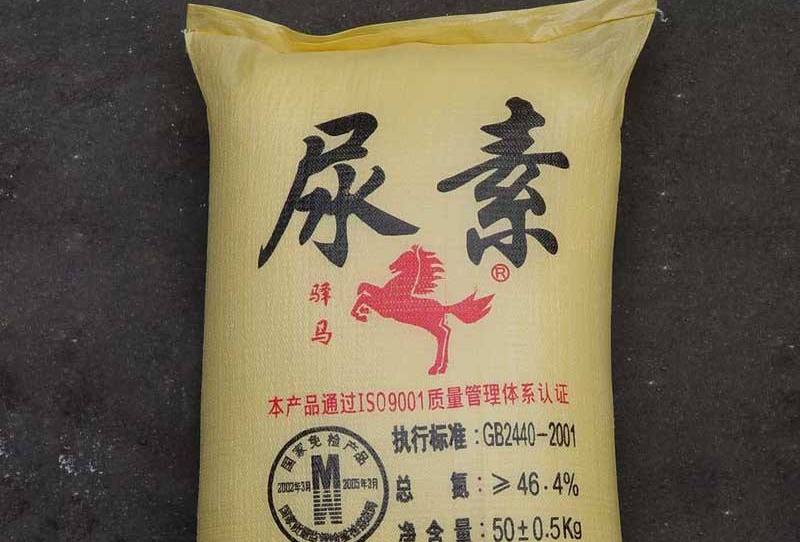 尿素
®
驿马
本产品通过ISO9001质量管理体系认证
国家免检产品
2002年3月 2005年3月
执行标准:GB2440-2001
总 氮:≥46.4%
净含量:50±0.5Kg